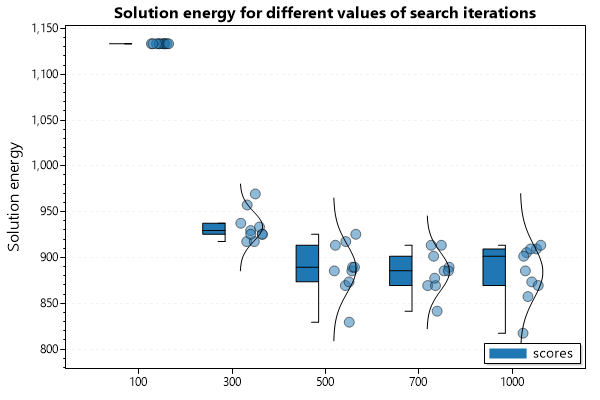 Solution energy for different values of search iterations
Solution energy
1,150
1,100
1,050
1,000
950
900
850
800
100 300 500 700 1000
scores